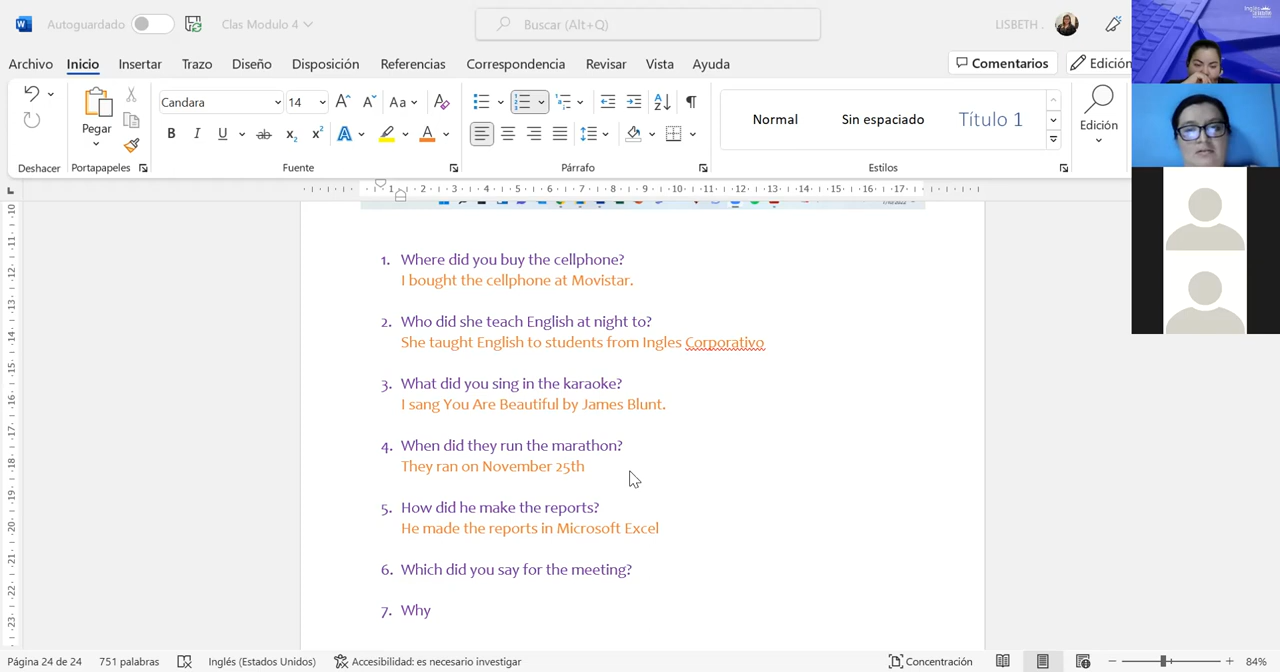 Autoguardado
Clas Modulo 4
Buscar (Alt+Q)
LISBETH .
Archivo Inicio Insertar Trazo Diseño Disposición Referencias Correspondencia Revisar Vista Ayuda
Comentarios
Edición
Candara 14
Pegar
Normal
Sin espaciado
Título 1
Edición
Deshacer
Portapapeles
Fuente
Párrafo
Estilos
1. Where did you buy the cellphone?
I bought the cellphone at Movistar.
2. Who did she teach English at night to?
She taught English to students from Ingles Corporativo
3. What did you sing in the karaoke?
I sang You Are Beautiful by James Blunt.
4. When did they run the marathon?
They ran on November 25th
5. How did he make the reports?
He made the reports in Microsoft Excel
6. Which did you say for the meeting?
7. Why
Página 24 de 24
751 palabras
Inglés (Estados Unidos)
Accesibilidad: es necesario investigar
Concentración
84%